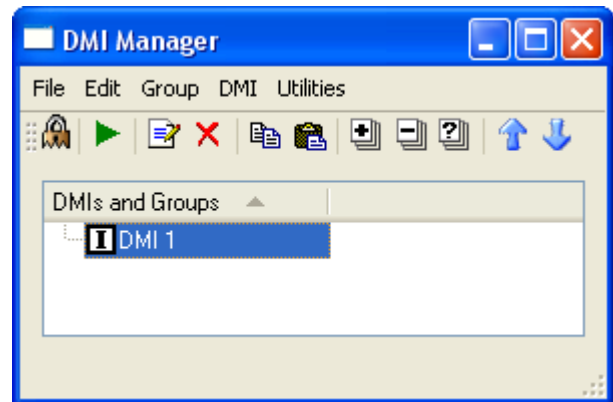 DMI Manager
File Edit Group DMI Utilities
DMIs and Groups
I DMI 1